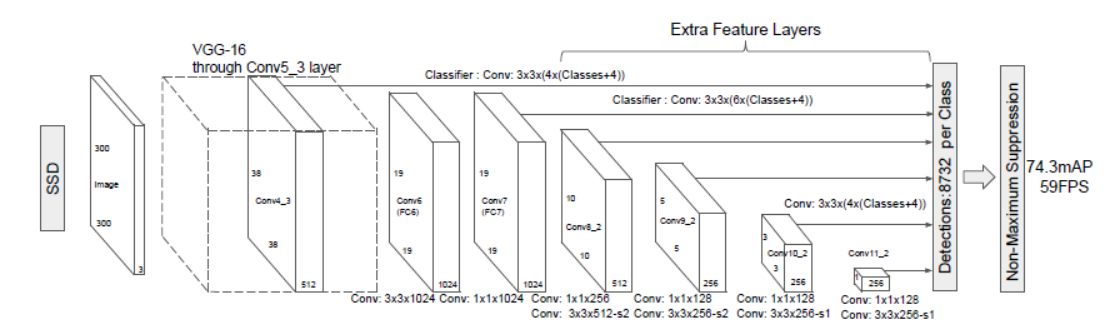 Extra Feature Layers
VGG-16
through Conv5_3 layer
Classifier : Conv: 3x3x(4x(Classes+4))
Classifier : Conv: 3x3x(6x(Classes+4))
SSD
300
Image
300
3
38
Conv4_3
38
512
19
Conv6
(FC6)
19
1024
19
Conv7
(FC7)
19
1024
10
Conv8_2
10
512
5
Conv9_2
5
256
Conv: 3x3x(4x(Classes+4))
3
Conv10_2
3
256
Conv11_2
1
256
Detections:8732 per Class
Non-Maximum Suppression
74.3mAP
59FPS
Conv: 3x3x1024
Conv: 1x1x1024
Conv: 1x1x256
Conv: 3x3x512-s2
Conv: 1x1x128
Conv: 3x3x256-s2
Conv: 1x1x128
Conv: 3x3x256-s1
Conv: 1x1x128
Conv: 3x3x256-s1